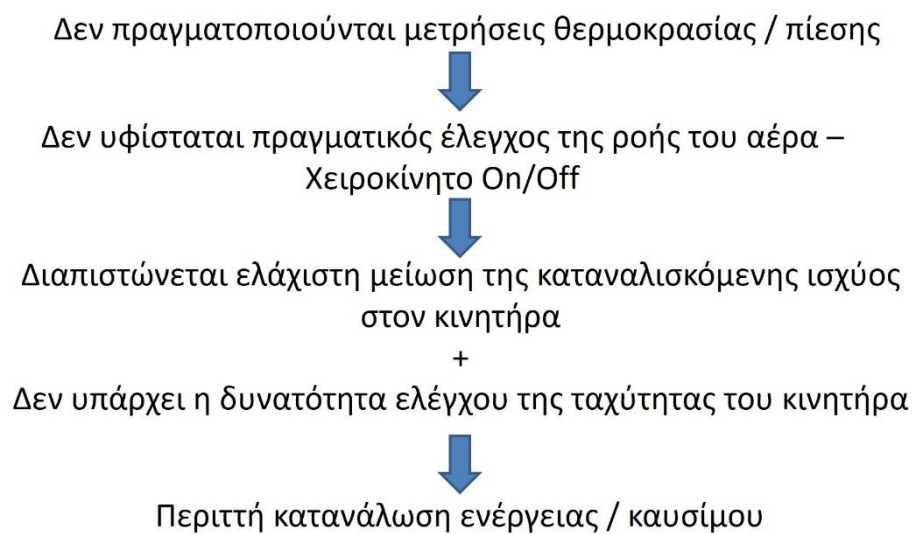 Δεν πραγματοποιούνται μετρήσεις θερμοκρασίας / πίεσης
Δεν υφίσταται πραγματικός έλεγχος της ροής του αέρα –
Χειροκίνητο On/Off
Διαπιστώνεται ελάχιστη μείωση της καταναλισκόμενης ισχύος
στον κινητήρα
+
Δεν υπάρχει η δυνατότητα ελέγχου της ταχύτητας του κινητήρα
Περιττή κατανάλωση ενέργειας / καυσίμου